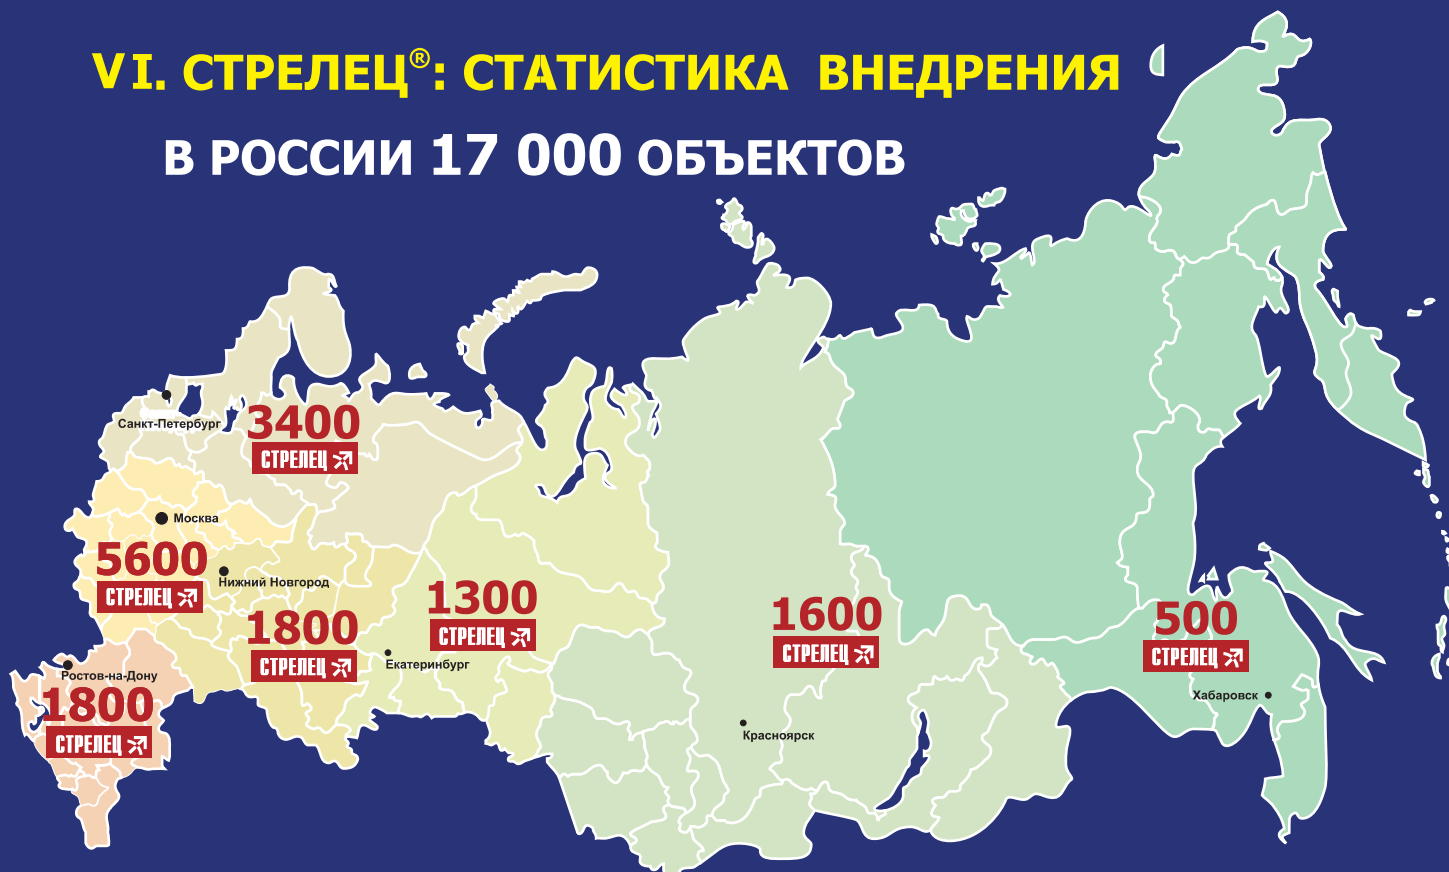 VI. СТРЕЛЕЦ®: СТАТИСТИКА ВНЕДРЕНИЯ
В РОССИИ 17 000 ОБЪЕКТОВ
Санкт-Петербург
3400
СТРЕЛЕЦ
Москва
5600
СТРЕЛЕЦ
Нижний Новгород
1800
СТРЕЛЕЦ
1300
СТРЕЛЕЦ
Екатеринбург
1600
СТРЕЛЕЦ
500
СТРЕЛЕЦ
Ростов-на-Дону
1800
СТРЕЛЕЦ
Красноярск
Хабаровск